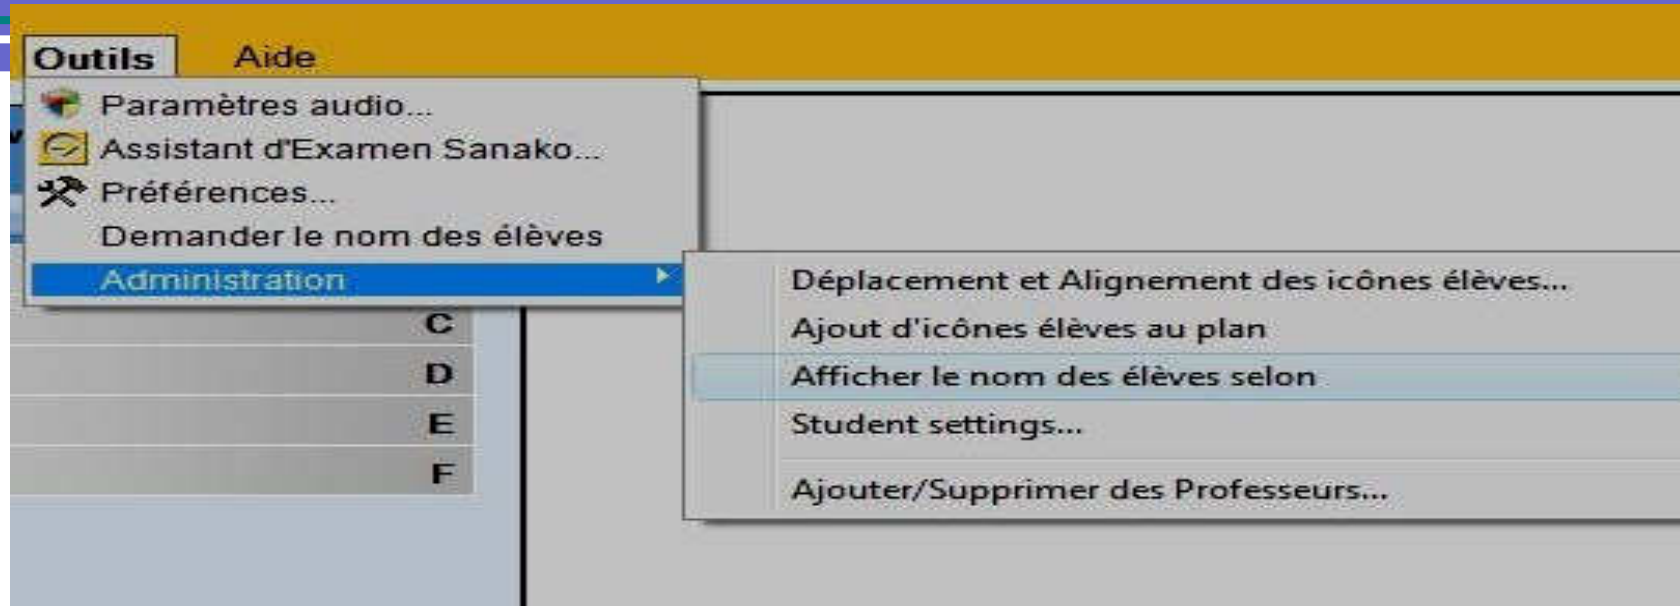 Outils Aide
Paramètres audio...
Assistant d'Examen Sanako...
Préférences...
Demander le nom des élèves
Administration
Déplacement et Alignement des icônes élèves...
Ajout d'icônes élèves au plan
Afficher le nom des élèves selon
Student settings...
Ajouter/Supprimer des Professeurs...
C
D
E
F